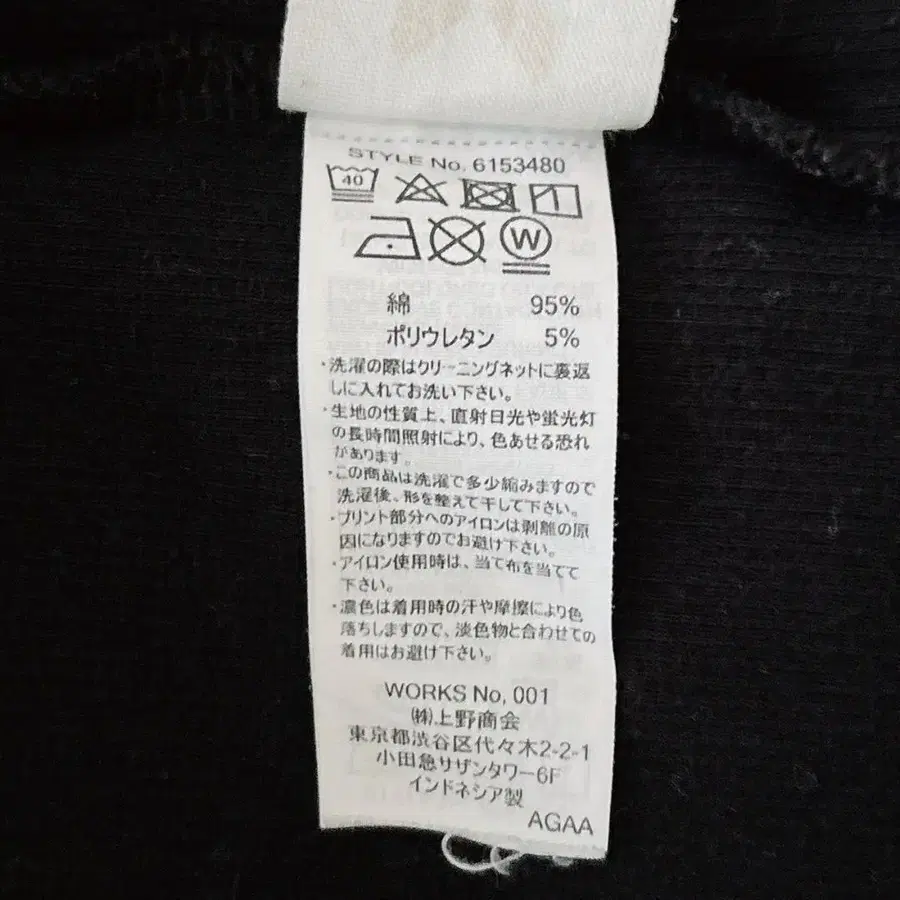 STYLE No. 6153480
40
W
綿 95%
ポリウレタン 5%
・洗濯の際はクリーニングネットに裏返
しに入れてお洗い下さい。
・生地の性質上、直射日光や蛍光灯
の長時間照射により、色あせる恐れ
があります。
・この商品は洗濯で多少縮みますので
洗濯後、形を整えて干して下さい。
・プリント部分へのアイロンは剥離の原
因になりますのでお避け下さい。
・アイロン使用時は、当て布を当てて
下さい。
・濃色は着用時の汗や摩擦により色
落ちしますので、淡色物と合わせての
着用はお避け下さい。
WORKS No, 001
㈱上野商会
東京都渋谷区代々木2-2-1
小田急サザンタワー6F
インドネシア製
AGAA